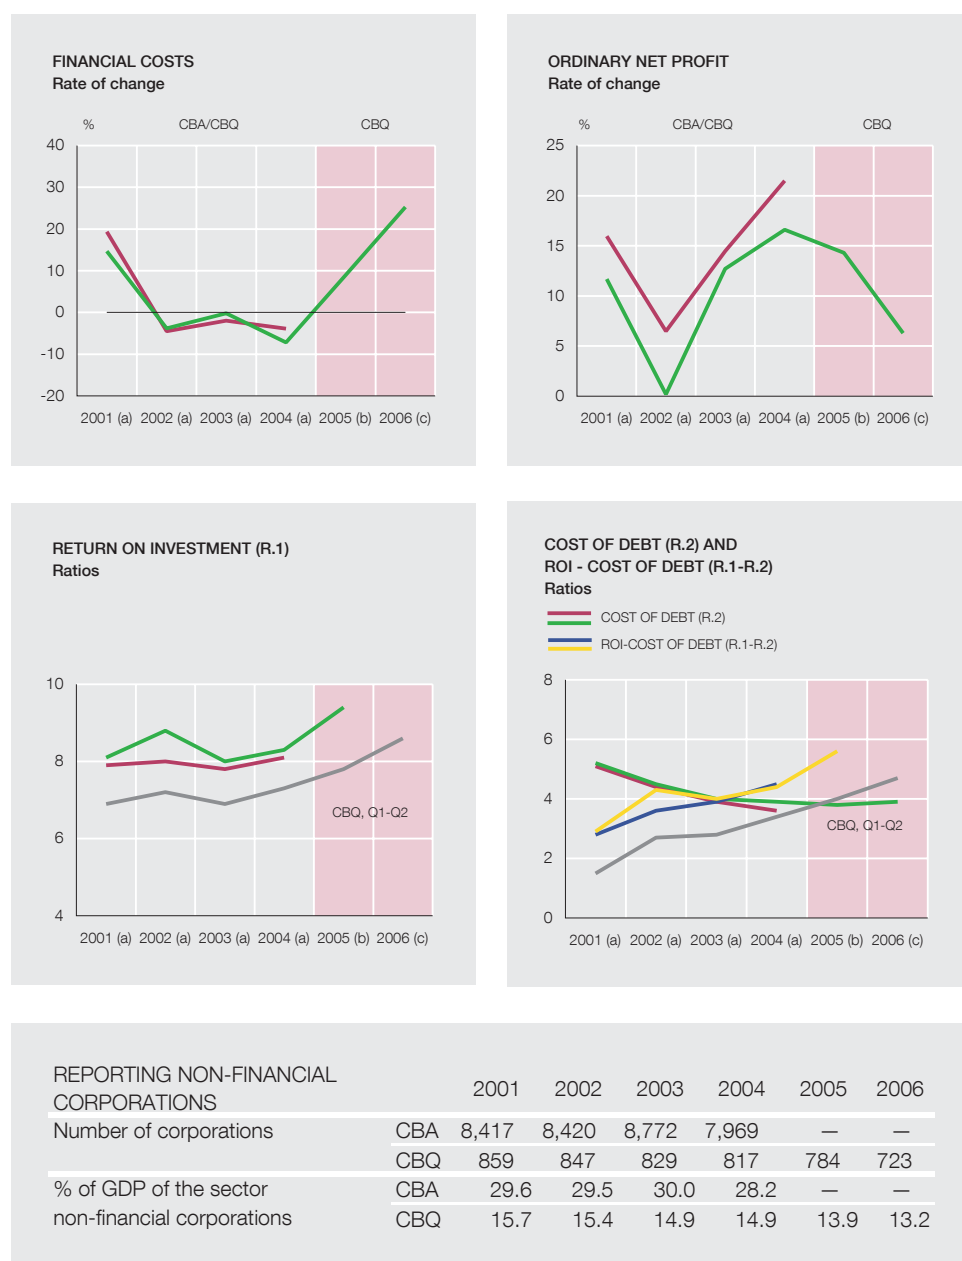 FINANCIAL COSTS
Rate of change
% CBA/CBQ CBQ
40
30
20
10
0
-10
-20
2001 (a) 2002 (a) 2003 (a) 2004 (a) 2005 (b) 2006 (c)
ORDINARY NET PROFIT
Rate of change
% CBA/CBQ CBQ
25
20
15
10
5
0
2001 (a) 2002 (a) 2003 (a) 2004 (a) 2005 (b) 2006 (c)
RETURN ON INVESTMENT (R.1)
Ratios
10
8
6
4
CBQ, Q1-Q2
2001 (a) 2002 (a) 2003 (a) 2004 (a) 2005 (b) 2006 (c)
COST OF DEBT (R.2) AND
ROI - COST OF DEBT (R.1-R.2)
Ratios
COST OF DEBT (R.2)
ROI-COST OF DEBT (R.1-R.2)
8
6
4
2
0
CBQ, Q1-Q2
2001 (a) 2002 (a) 2003 (a) 2004 (a) 2005 (b) 2006 (c)
REPORTING NON-FINANCIAL
CORPORATIONS 2001 2002 2003 2004 2005 2006
Number of corporations CBA 8,417 8,420 8,772 7,969 — —
CBQ 859 847 829 817 784 723
% of GDP of the sector CBA 29.6 29.5 30.0 28.2 — —
non-financial corporations CBQ 15.7 15.4 14.9 14.9 13.9 13.2